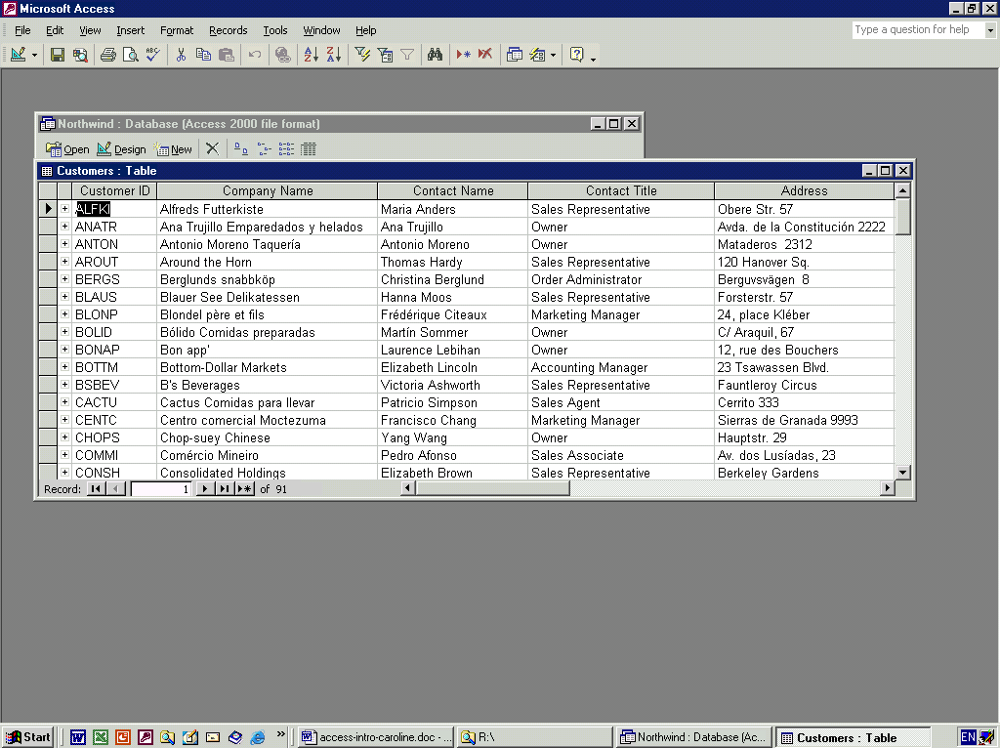 Microsoft Access
File Edit View Insert Format Records Tools Window Help
Type a question for help
Northwind : Database (Access 2000 file format)
Open Design New
Customers : Table
Customer ID Company Name Contact Name Contact Title Address
ALFKI Alfreds Futterkiste Maria Anders Sales Representative Obere Str. 57
ANATR Ana Trujillo Emparedados y helados Ana Trujillo Owner Avda. de la Constitución 2222
ANTON Antonio Moreno Taquería Antonio Moreno Owner Mataderos 2312
AROUT Around the Horn Thomas Hardy Sales Representative 120 Hanover Sq.
BERGS Berglunds snabbköp Christina Berglund Order Administrator Berguvsvägen 8
BLAUS Blauer See Delikatessen Hanna Moos Sales Representative Forsterstr. 57
BLONP Blondel père et fils Frédérique Citeaux Marketing Manager 24, place Kléber
BOLID Bólido Comidas preparadas Martín Sommer Owner C/ Araquil, 67
BONAP Bon app' Laurence Lebihan Owner 12, rue des Bouchers
BOTTM Bottom-Dollar Markets Elizabeth Lincoln Accounting Manager 23 Tsawassen Blvd.
BSBEV B's Beverages Victoria Ashworth Sales Representative Fauntleroy Circus
CACTU Cactus Comidas para llevar Patricio Simpson Sales Agent Cerrito 333
CENTC Centro comercial Moctezuma Francisco Chang Marketing Manager Sierras de Granada 9993
CHOPS Chop-suey Chinese Yang Wang Owner Hauptstr. 29
COMMI Comércio Mineiro Pedro Afonso Sales Associate Av. dos Lusíadas, 23
CONSH Consolidated Holdings Elizabeth Brown Sales Representative Berkeley Gardens
Record: 1 of 91
Start access-intro-caroline.doc - ... R:\ Northwind : Database (Ac... Customers : Table EN